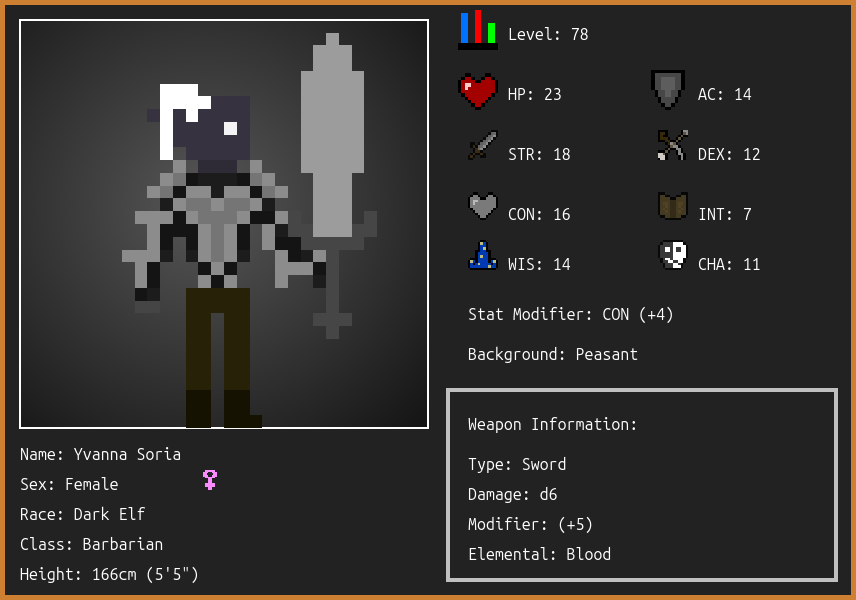 Level: 78
HP: 23
AC: 14
STR: 18
DEX: 12
CON: 16
INT: 7
WIS: 14
CHA: 11
Stat Modifier: CON (+4)
Background: Peasant
Weapon Information:
Type: Sword
Damage: d6
Modifier: (+5)
Elemental: Blood
Name: Yvanna Soria
Sex: Female
Race: Dark Elf
Class: Barbarian
Height: 166cm (5'5")